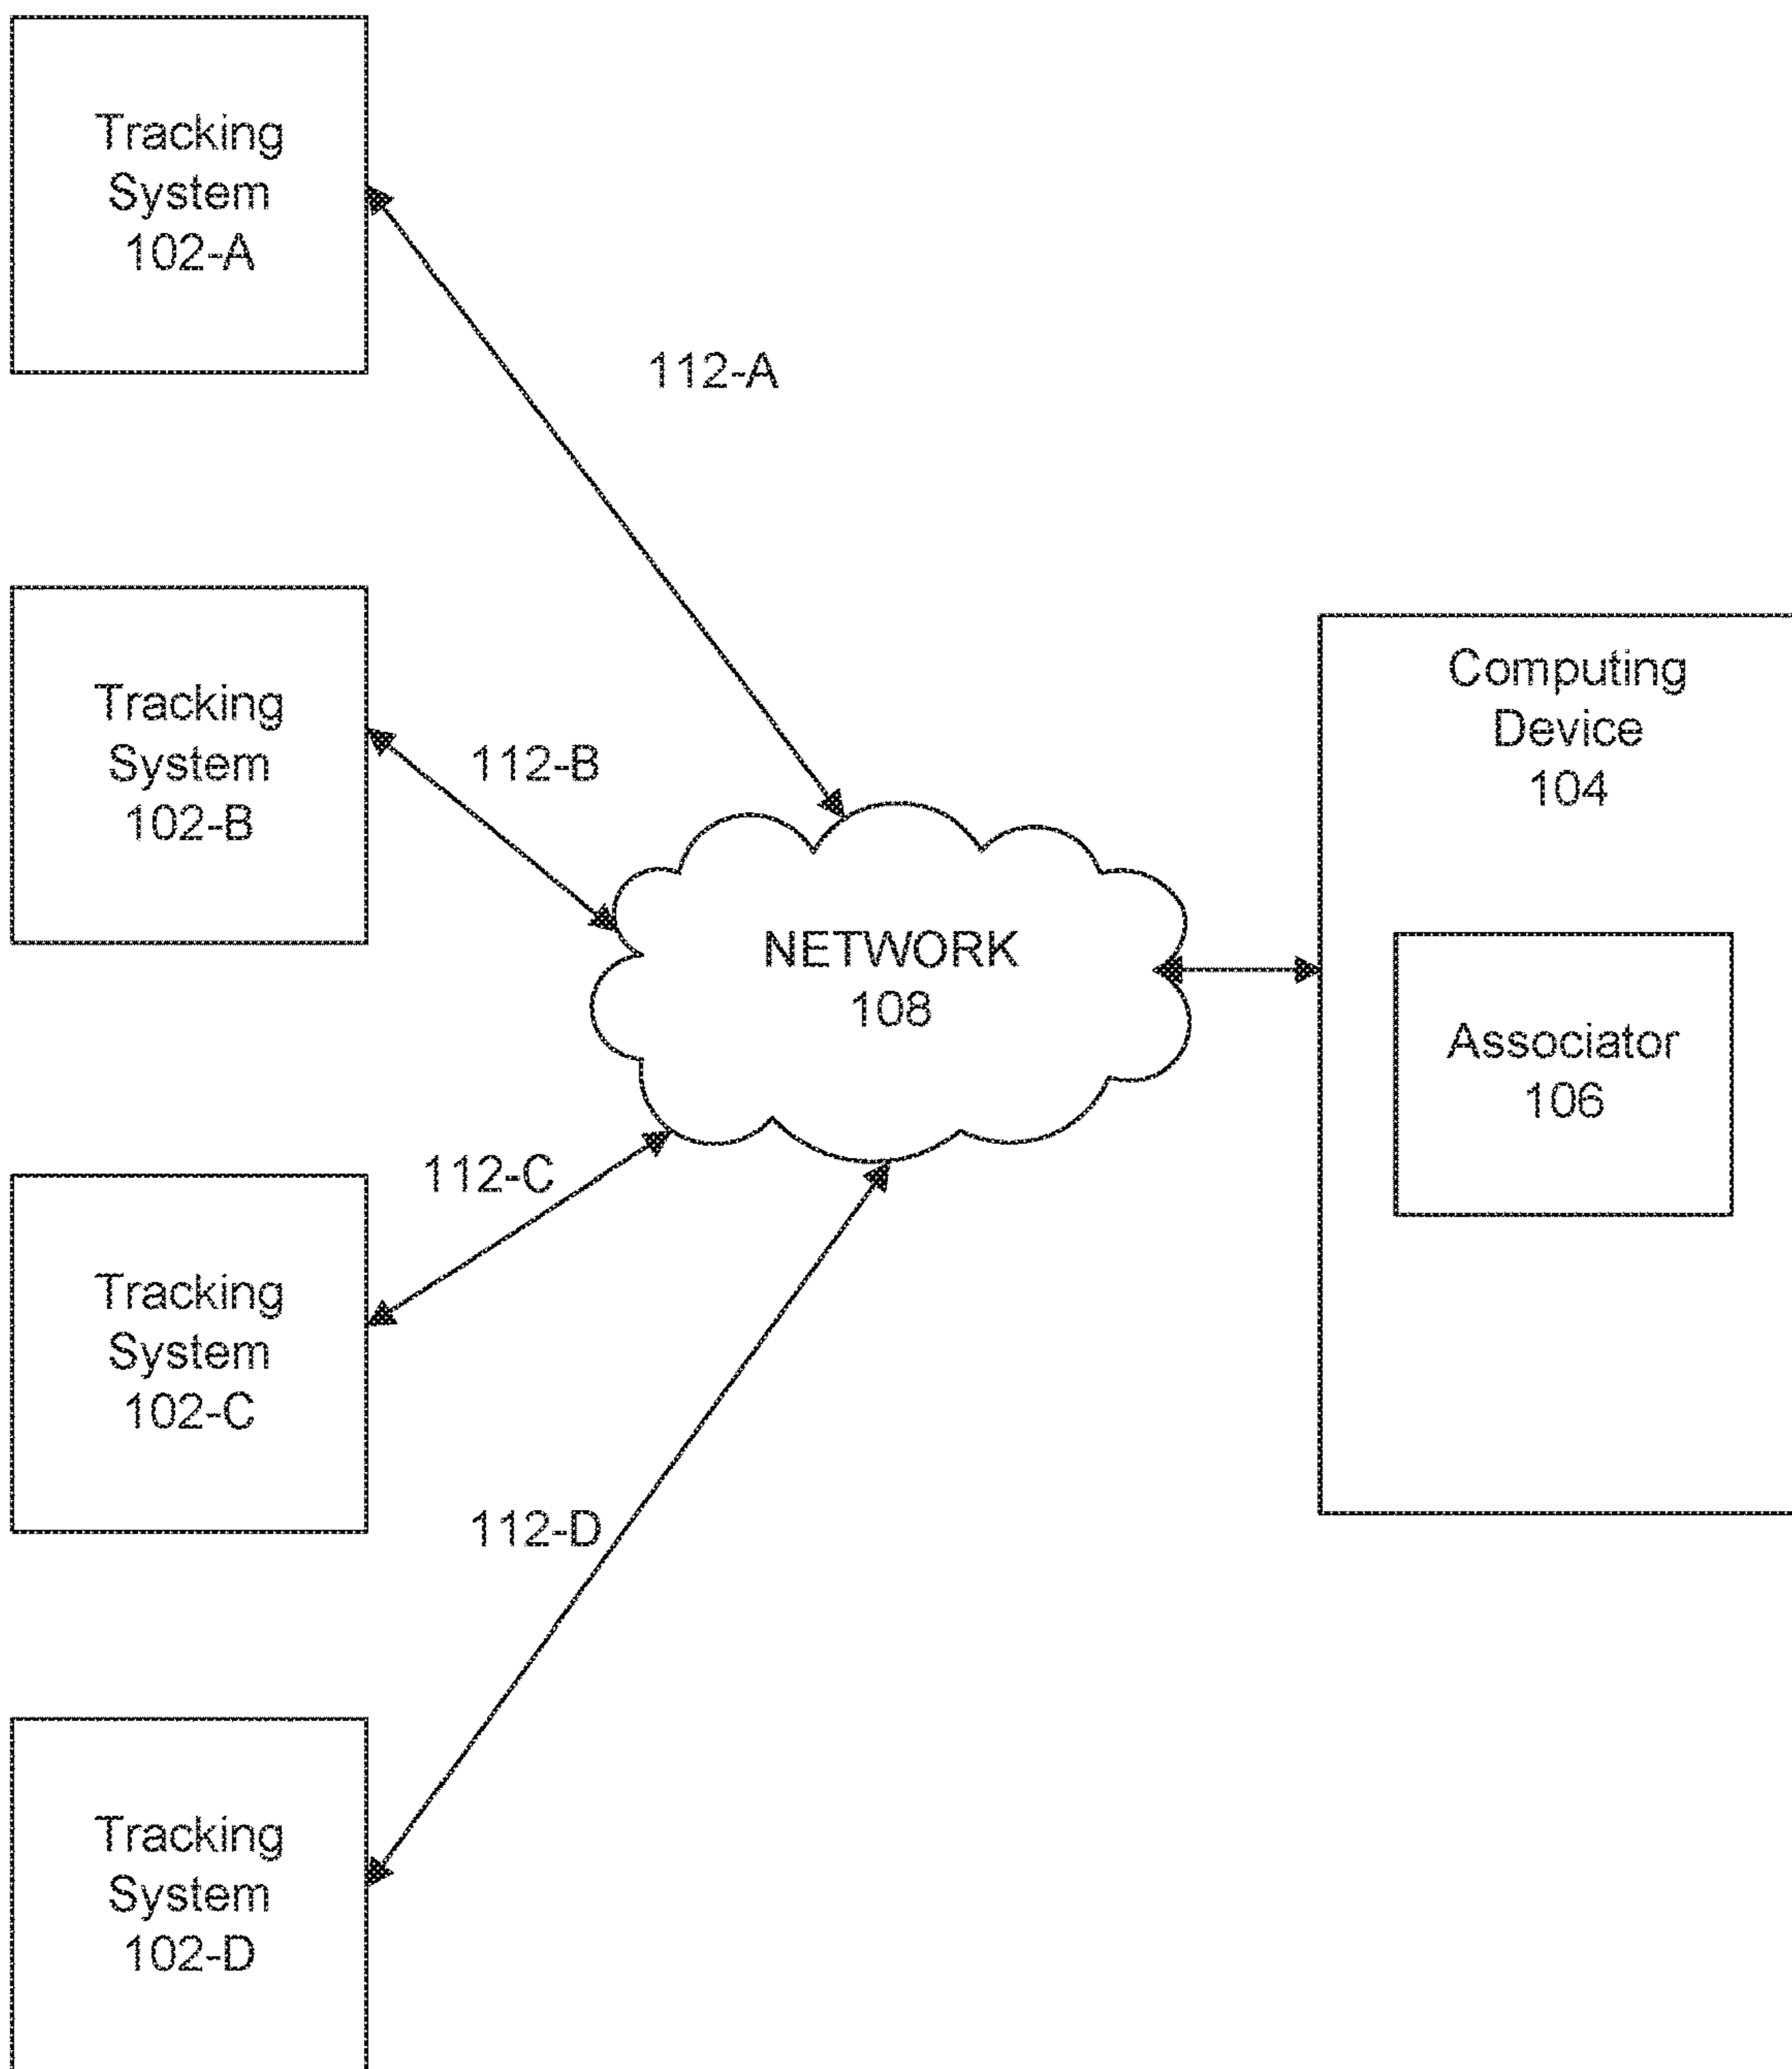 Tracking
System
102-A
112-A
Tracking
System
102-B
112-B
Computing
Device
104
NETWORK
108
Associator
106
Tracking
System
102-C
112-C
112-D
Tracking
System
102-D